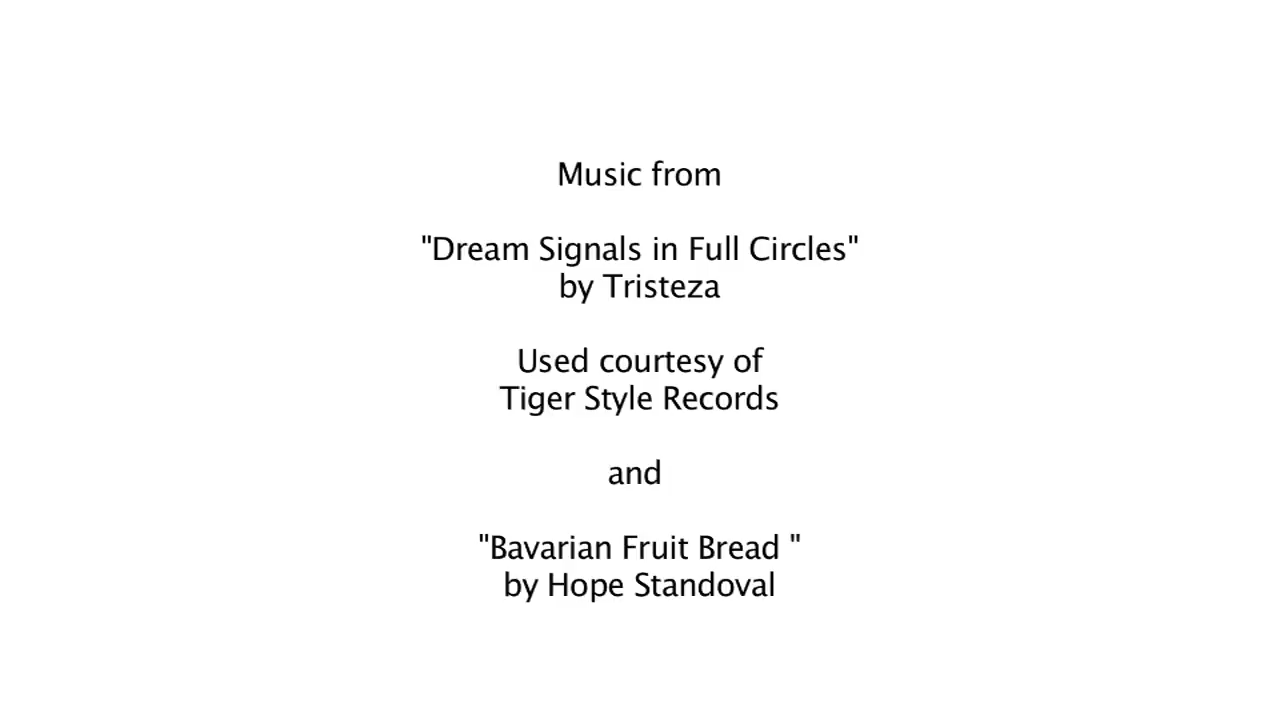 Music from
"Dream Signals in Full Circles"
by Tristeza
Used courtesy of
Tiger Style Records
and
"Bavarian Fruit Bread "
by Hope Standoval